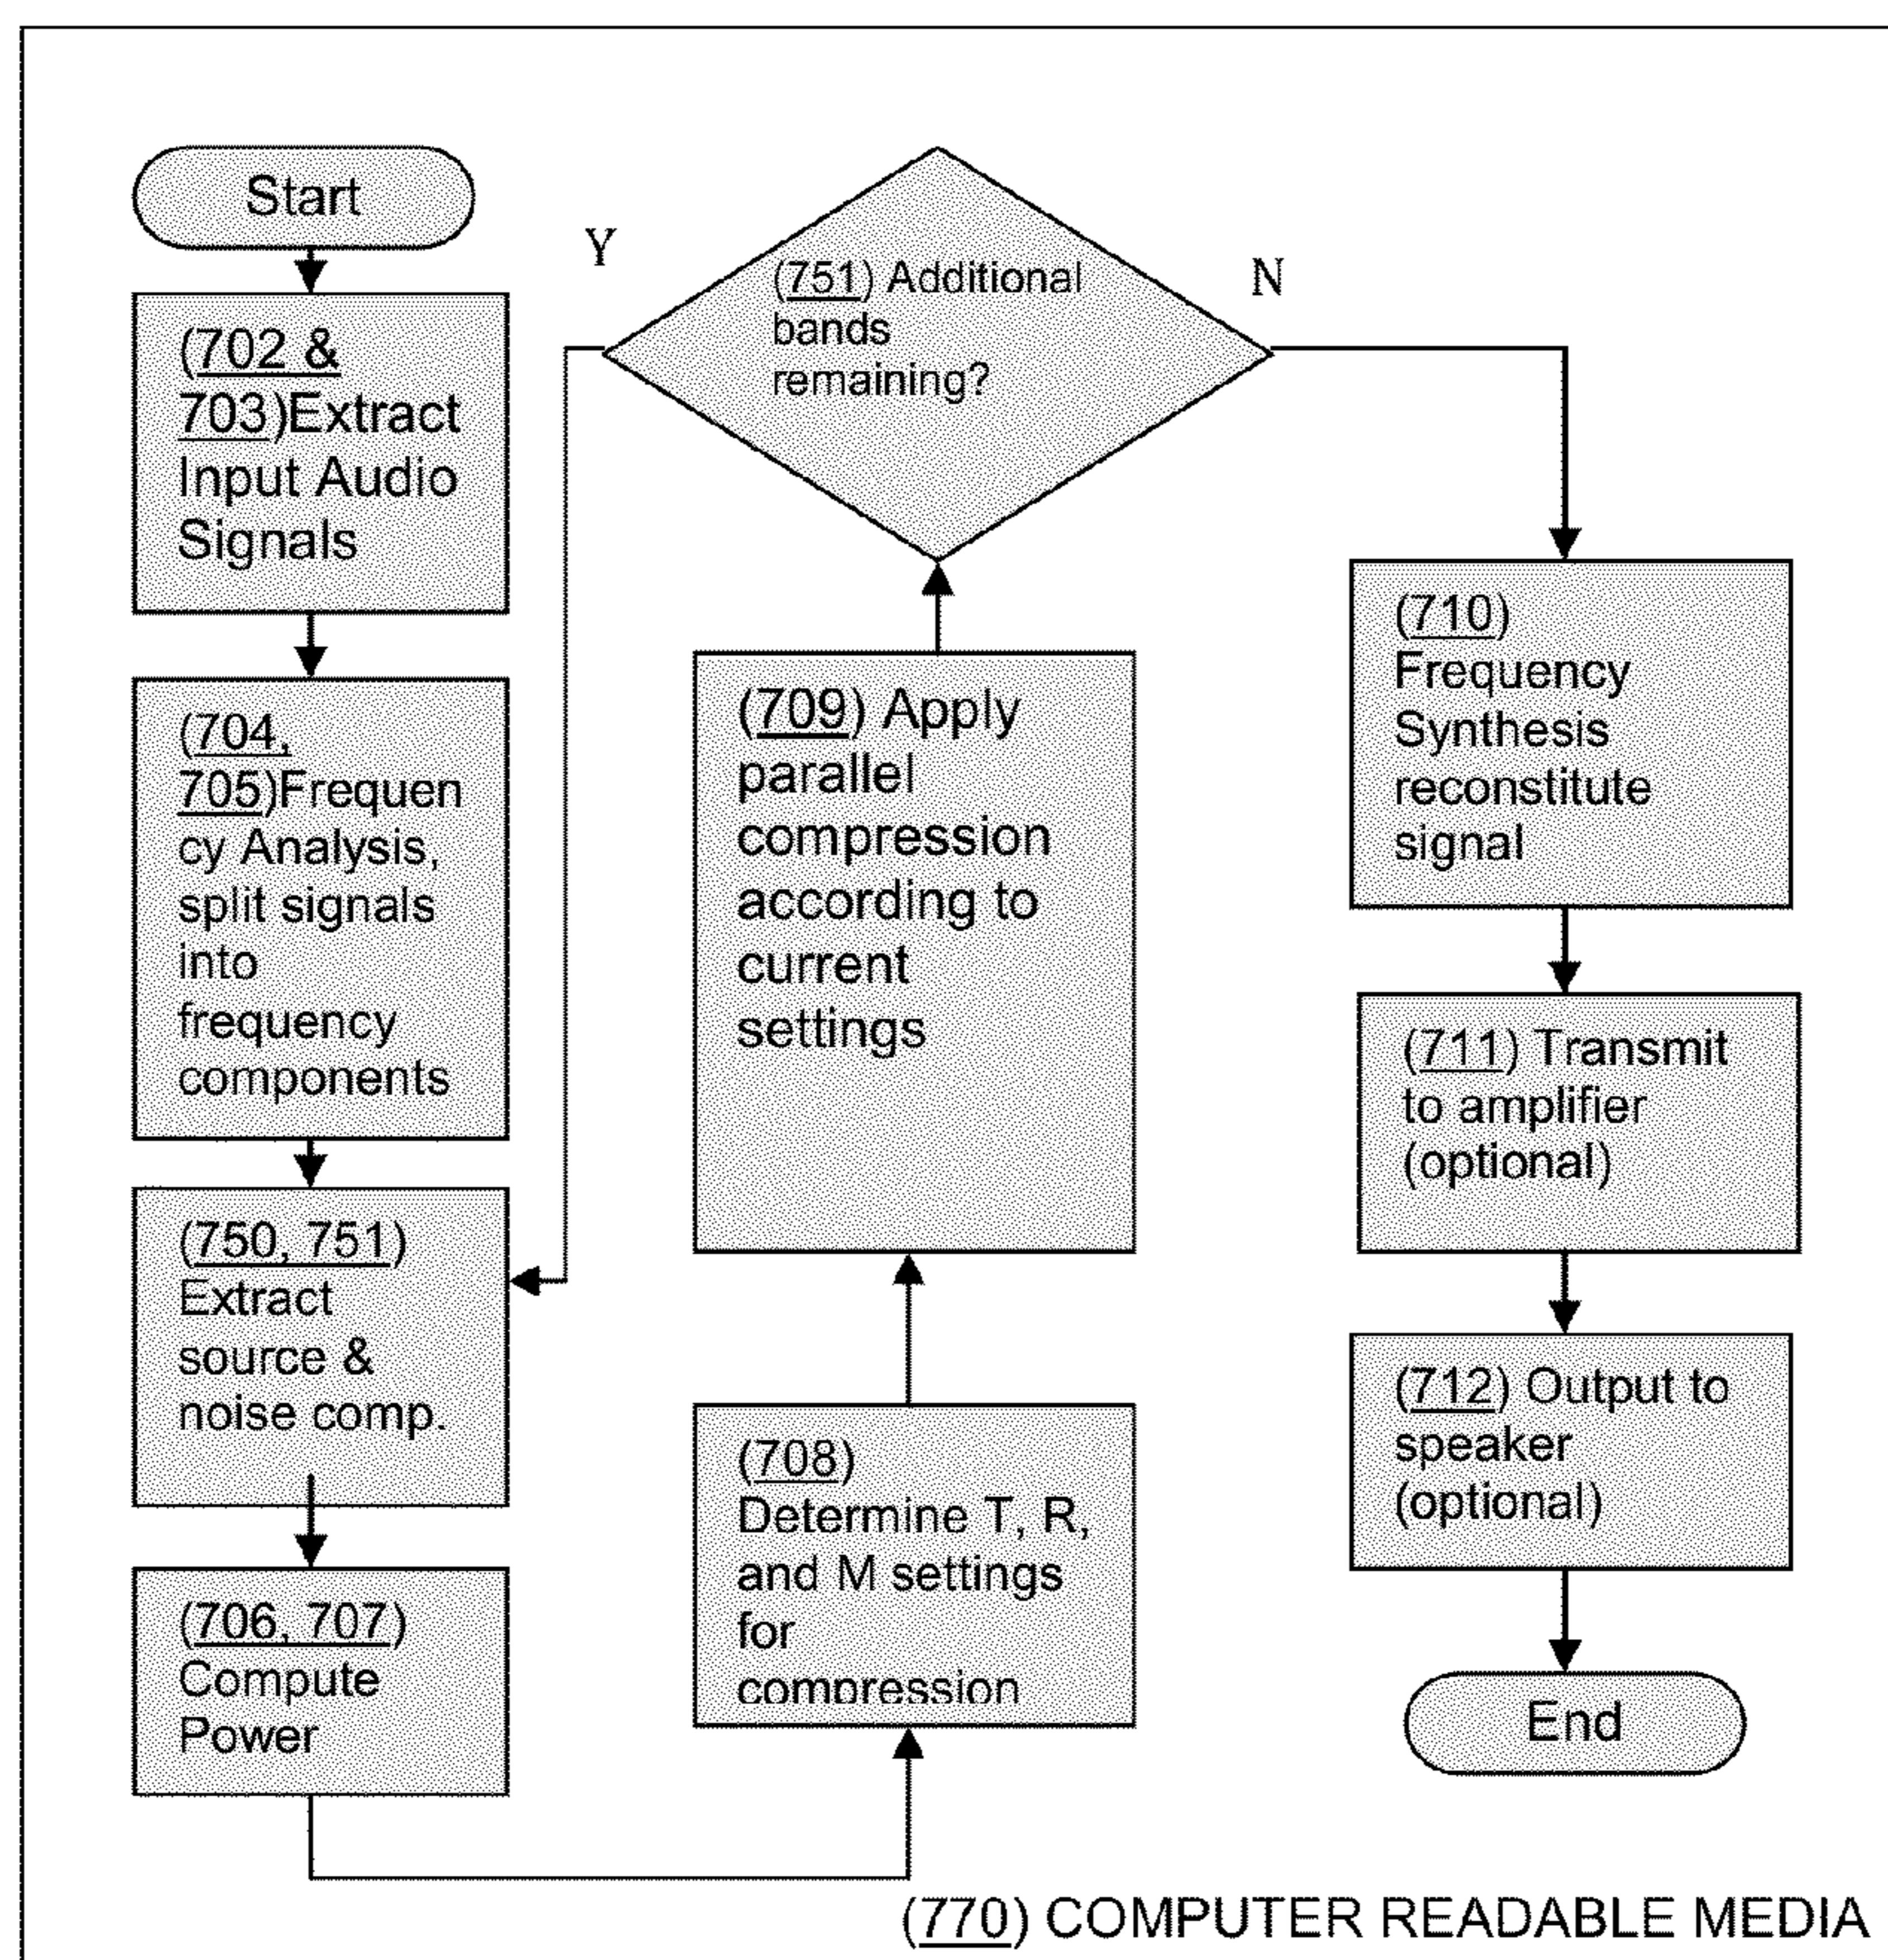 Start
(702 &
703)Extract
Input Audio
Signals
(704,
705)Frequen
cy Analysis,
split signals
into
frequency
components
(750, 751)
Extract
source &
noise comp.
(706, 707)
Compute
Power
(708)
Determine T, R,
and M settings
for
compression
(709) Apply
parallel
compression
according to
current
settings
(751) Additional
bands
remaining?
Y
N
(710)
Frequency
Synthesis
reconstitute
signal
(711) Transmit
to amplifier
(optional)
(712) Output to
speaker
(optional)
End
(770) COMPUTER READABLE MEDIA